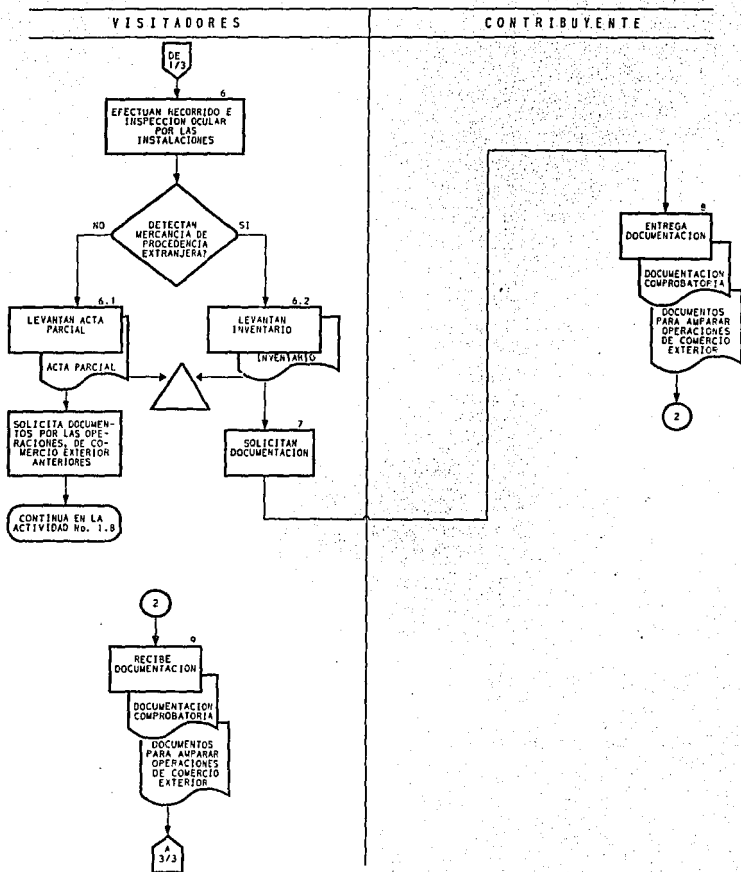 VISITADORES
CONTRIBUYENTE
DE
1/3
6
EFECTUAN RECORRIDO E
INSPECCION OCULAR
POR LAS
INSTALACIONES
NO
DETECTAN
MERCANCIA DE
PROCEDENCIA
EXTRANJERA?
SI
6.1
LEVANTAN ACTA
PARCIAL
ACTA PARCIAL
6.2
LEVANTAN
INVENTARIO
INVENTARIO
SOLICITA DOCUMEN-
TOS POR LAS OPE-
RACIONES, DE CO-
MERCIO EXTERIOR
ANTERIORES
CONTINUA EN LA
ACTIVIDAD No. 1.8
7
SOLICITAN
DOCUMENTACION
8
ENTREGA
DOCUMENTACION
DOCUMENTACION
COMPROBATORIA
DOCUMENTOS
PARA AMPARAR
OPERACIONES
DE COMERCIO
EXTERIOR
2
2
9
RECIBE
DOCUMENTACION
DOCUMENTACION
COMPROBATORIA
DOCUMENTOS
PARA AMPARAR
OPERACIONES
DE COMERCIO
EXTERIOR
A
3/3